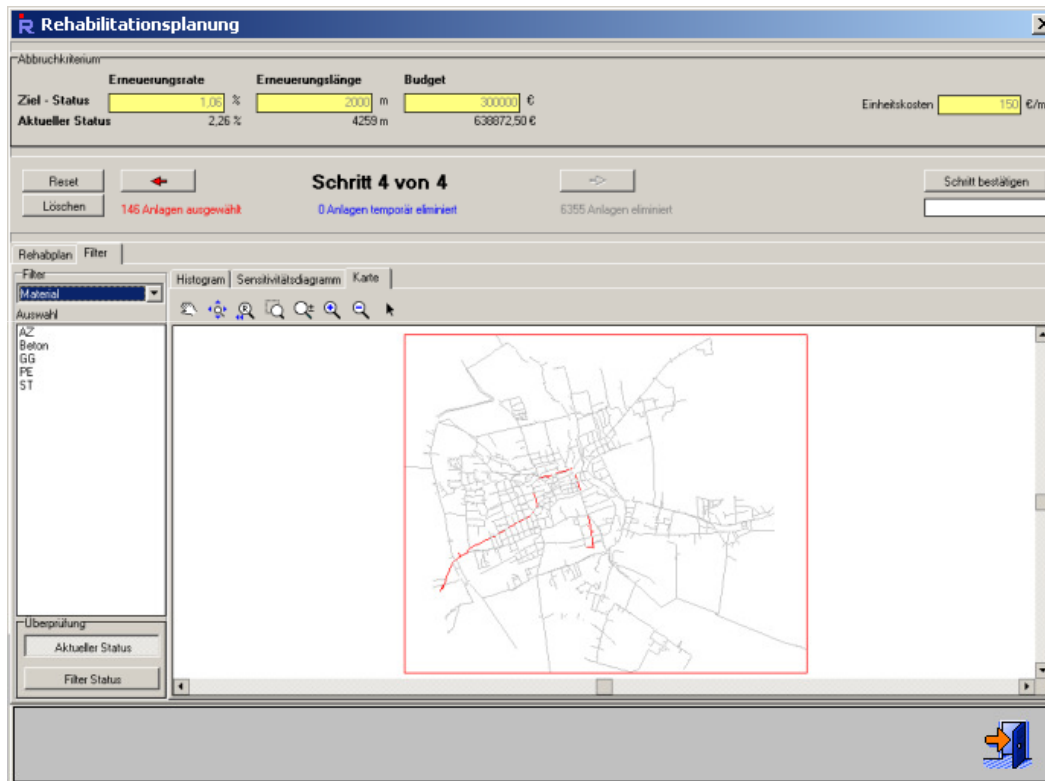 Rehabilitationsplanung
Abbruchkriterium
Erneuerungsrate Erneuerungslänge Budget
Ziel - Status 1,06 % 2000 m 300000 € Einheitskosten 150 €/m
Aktueller Status 2,26 % 4259 m 638872,50 €
Reset Schritt 4 von 4 Schritt bestätigen
Löschen 146 Anlagen ausgewählt 0 Anlagen temporär eliminiert 6355 Anlagen eliminiert
Rehabplan Filter
Filter Histogram Sensitivitätsdiagramm Karte
Material
Auswahl
AZ
Beton
GG
PE
ST
Überprüfung
Aktueller Status
Filter Status